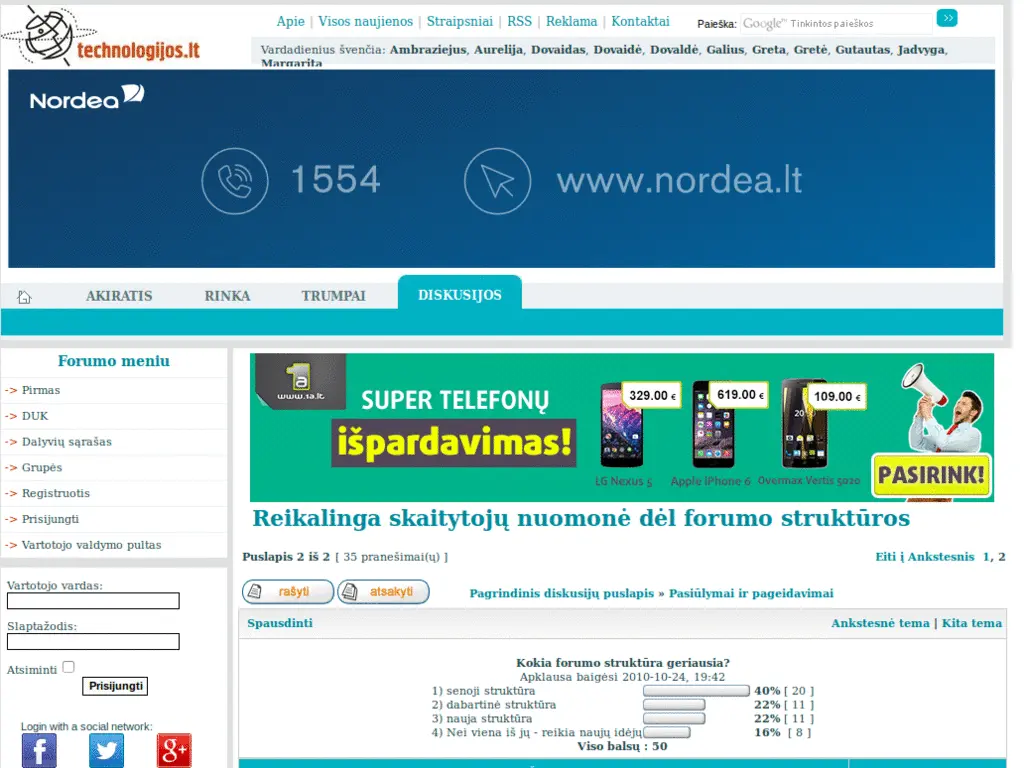 technologijos.lt
Apie | Visos naujienos | Straipsniai | RSS | Reklama | Kontaktai
Paieška: Google™ Tinkintos paieškos >>
Vardadienius švenčia: Ambraziejus, Aurelija, Dovaidas, Dovaidė, Dovaldė, Galius, Greta, Gretė, Gutautas, Jadvyga,
Margarita
Nordea
1554
www.nordea.lt
AKIRATIS RINKA TRUMPAI DISKUSIJOS
Forumo meniu
-> Pirmas
-> DUK
-> Dalyvių sąrašas
-> Grupės
-> Registruotis
-> Prisijungti
-> Vartotojo valdymo pultas
Vartotojo vardas:
Slaptažodis:
Atsiminti
Prisijungti
Login with a social network:
f
g+
1a
www.1a.lt
SUPER TELEFONŲ
išpardavimas!
329.00 € 619.00 € 109.00 €
LG Nexus 5 Apple iPhone 6 Overmax Vertis 5020
PASIRINK!
Reikalinga skaitytojų nuomonė dėl forumo struktūros
Puslapis 2 iš 2 [ 35 pranešimai(ų) ]
Eiti į Ankstesnis 1, 2
rašyti atsakyti
Pagrindinis diskusijų puslapis » Pasiūlymai ir pageidavimai
Spausdinti
Ankstesnė tema | Kita tema
Kokia forumo struktūra geriausia?
Apklausa baigėsi 2010-10-24, 19:42
1) senoji struktūra 40% [ 20 ]
2) dabartinė struktūra 22% [ 11 ]
3) nauja struktūra 22% [ 11 ]
4) Nei viena iš jų - reikia naujų idėjų 16% [ 8 ]
Viso balsų : 50